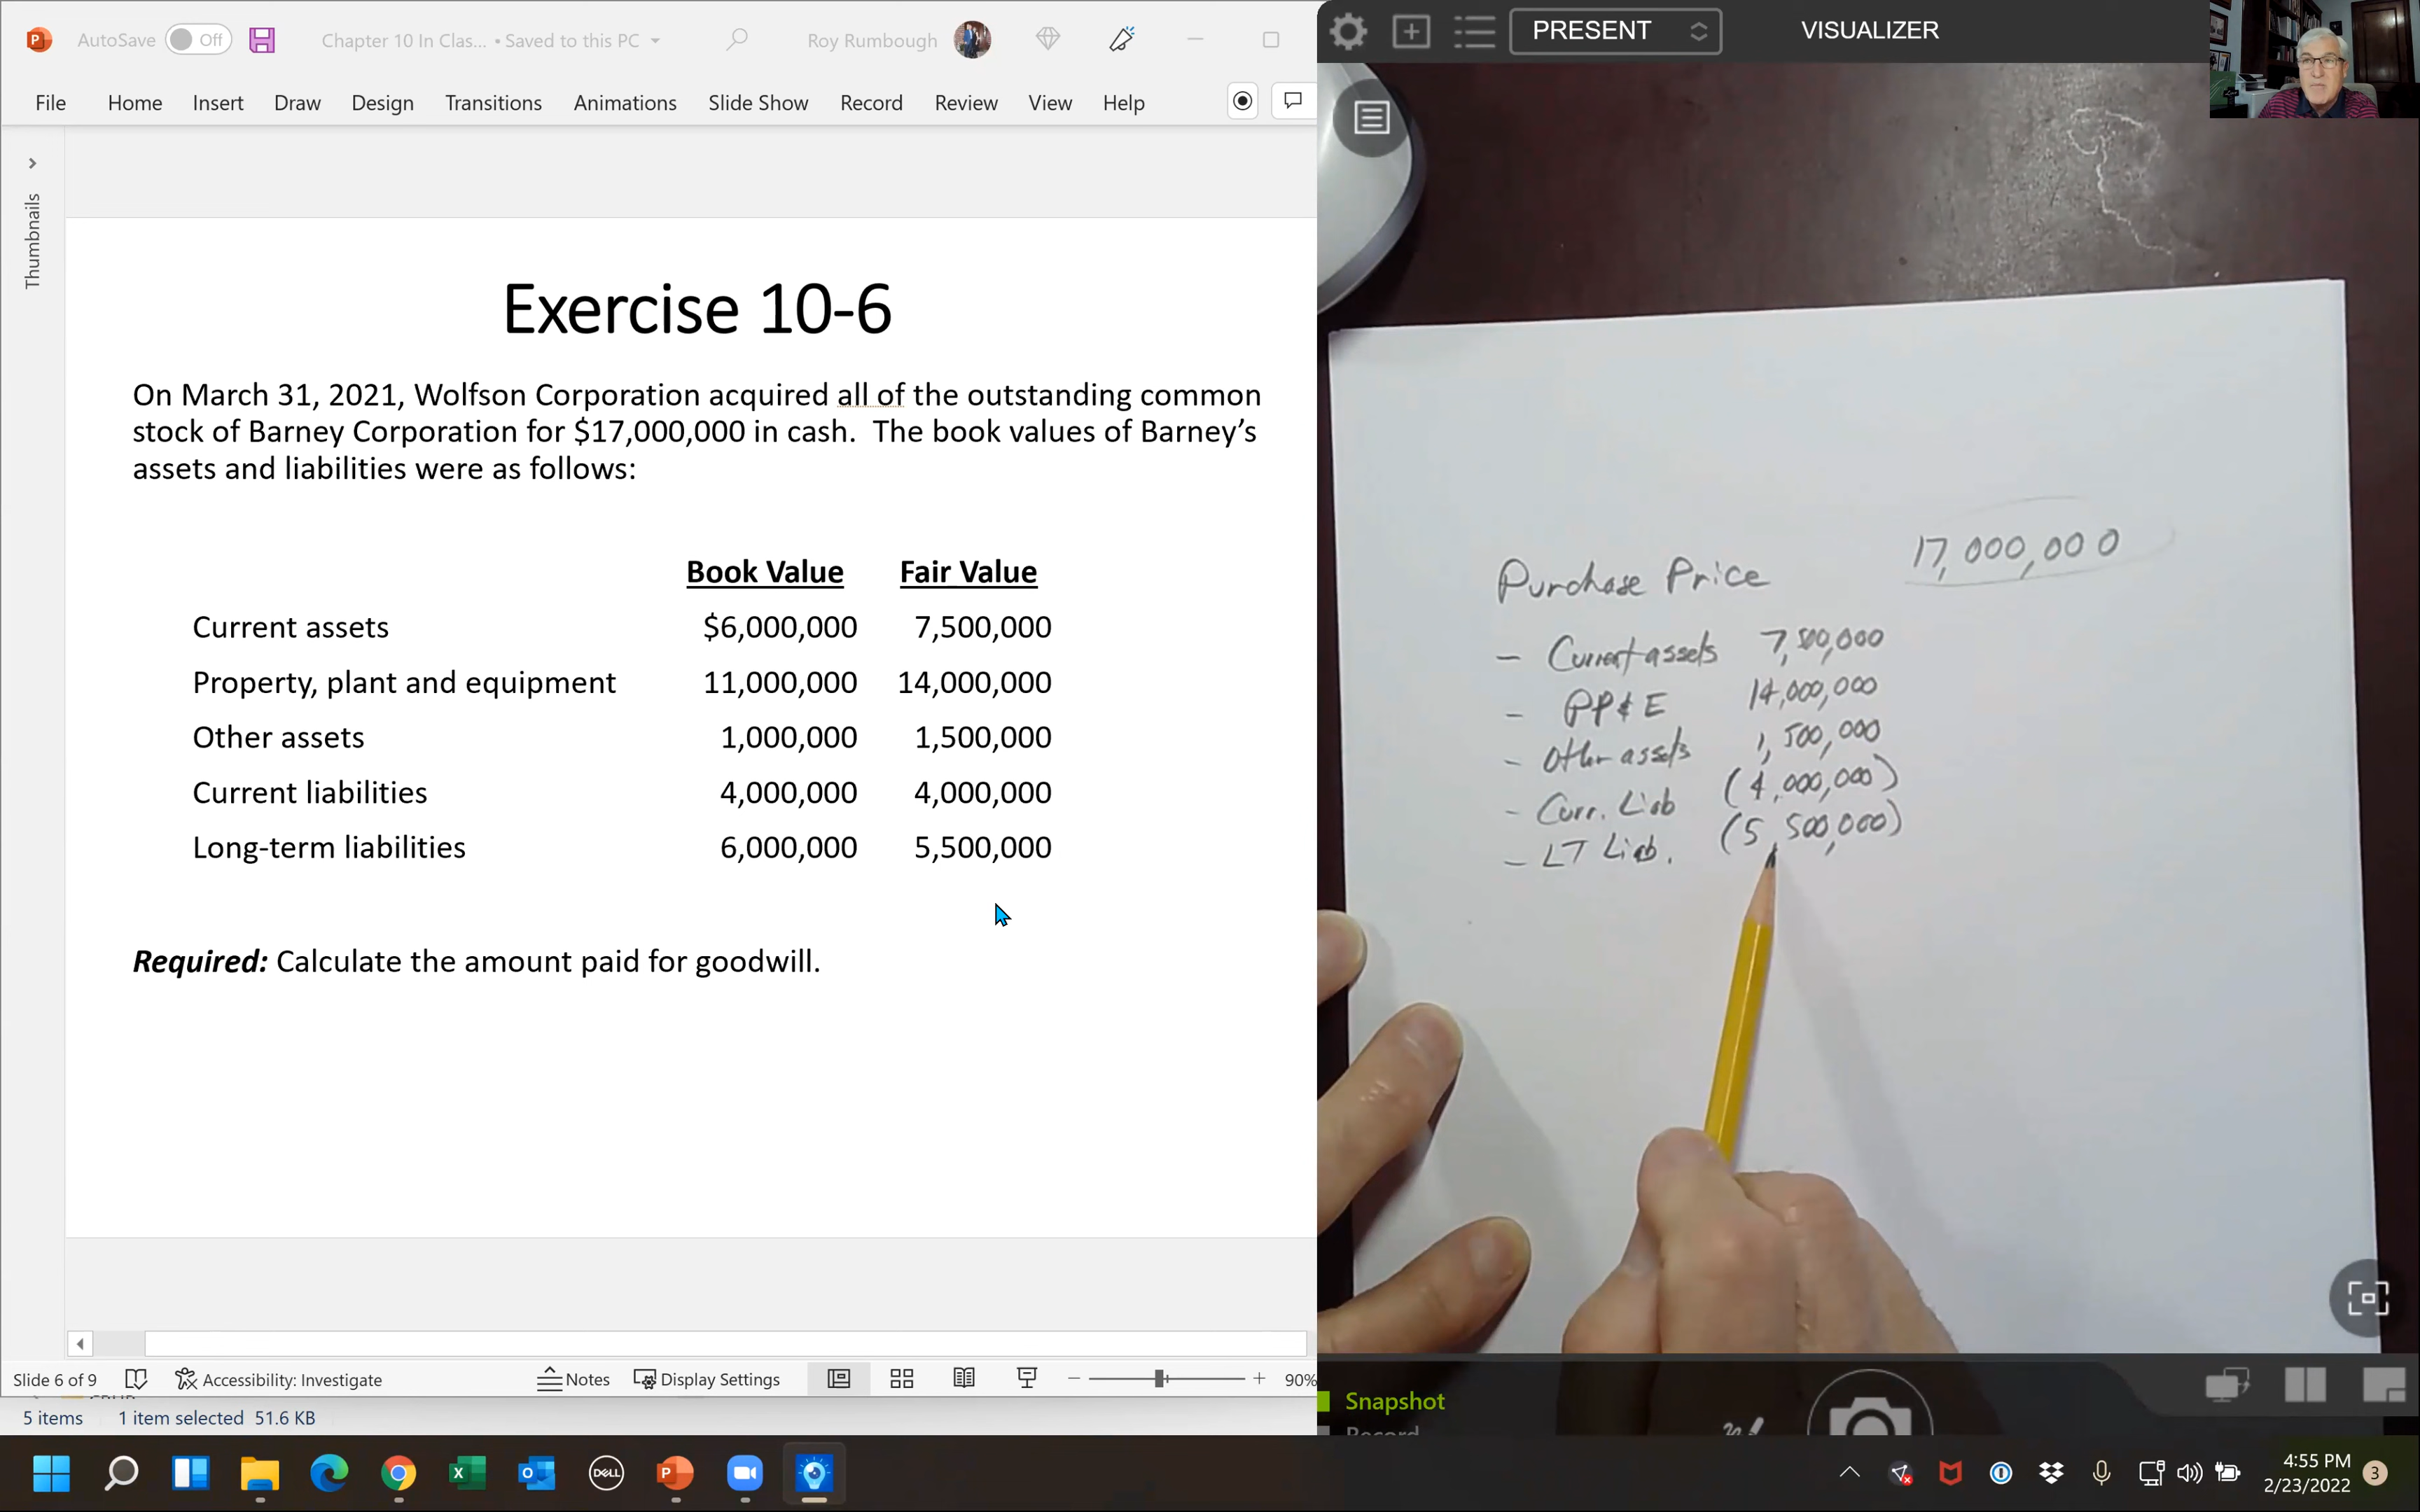 AutoSave Off Chapter 10 In Clas... • Saved to this PC Roy Rumbough
File Home Insert Draw Design Transitions Animations Slide Show Record Review View Help
Thumbnails
Exercise 10-6
On March 31, 2021, Wolfson Corporation acquired all of the outstanding common
stock of Barney Corporation for $17,000,000 in cash. The book values of Barney's
assets and liabilities were as follows:
Book Value Fair Value
Current assets $6,000,000 7,500,000
Property, plant and equipment 11,000,000 14,000,000
Other assets 1,000,000 1,500,000
Current liabilities 4,000,000 4,000,000
Long-term liabilities 6,000,000 5,500,000
Required: Calculate the amount paid for goodwill.
Slide 6 of 9 Accessibility: Investigate Notes Display Settings 90%
5 items 1 item selected 51.6 KB
PRESENT VISUALIZER
Purchase Price 17,000,000
- Current assets 7,500,000
- PP&E 14,000,000
- Other assets 1,500,000
- Curr. Liab (4,000,000)
- LT Liab. (5,500,000)
Snapshot
Record
DELL
4:55 PM
2/23/2022
3